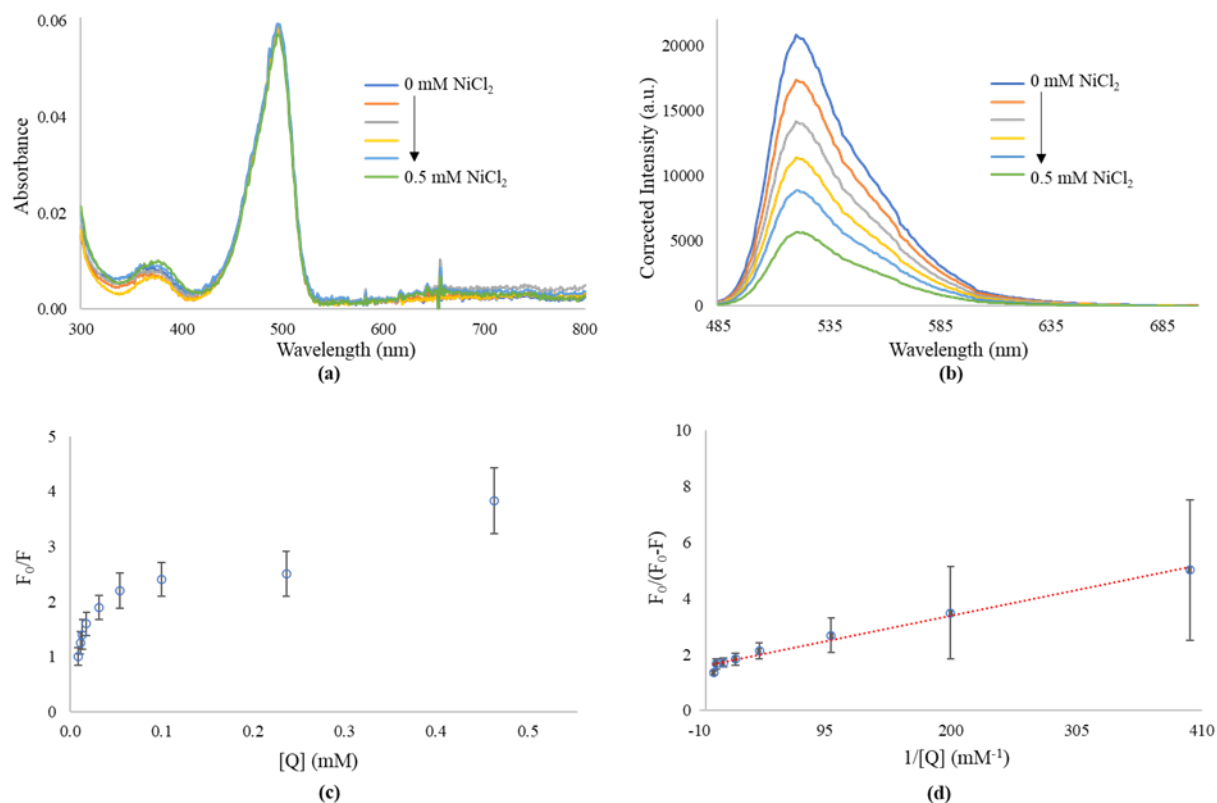 0.06
0.04
0.02
0.00
Absorbance
0 mM NiCl₂
0.5 mM NiCl₂
300 400 500 600 700 800
Wavelength (nm)
(a)
20000
15000
10000
5000
0
Corrected Intensity (a.u.)
0 mM NiCl₂
0.5 mM NiCl₂
485 535 585 635 685
Wavelength (nm)
(b)
5
4
3
2
1
0
F₀/F
0.0 0.1 0.2 0.3 0.4 0.5
[Q] (mM)
(c)
10
8
6
4
2
0
F₀/(F₀-F)
-10 95 200 305 410
1/[Q] (mM⁻¹)
(d)